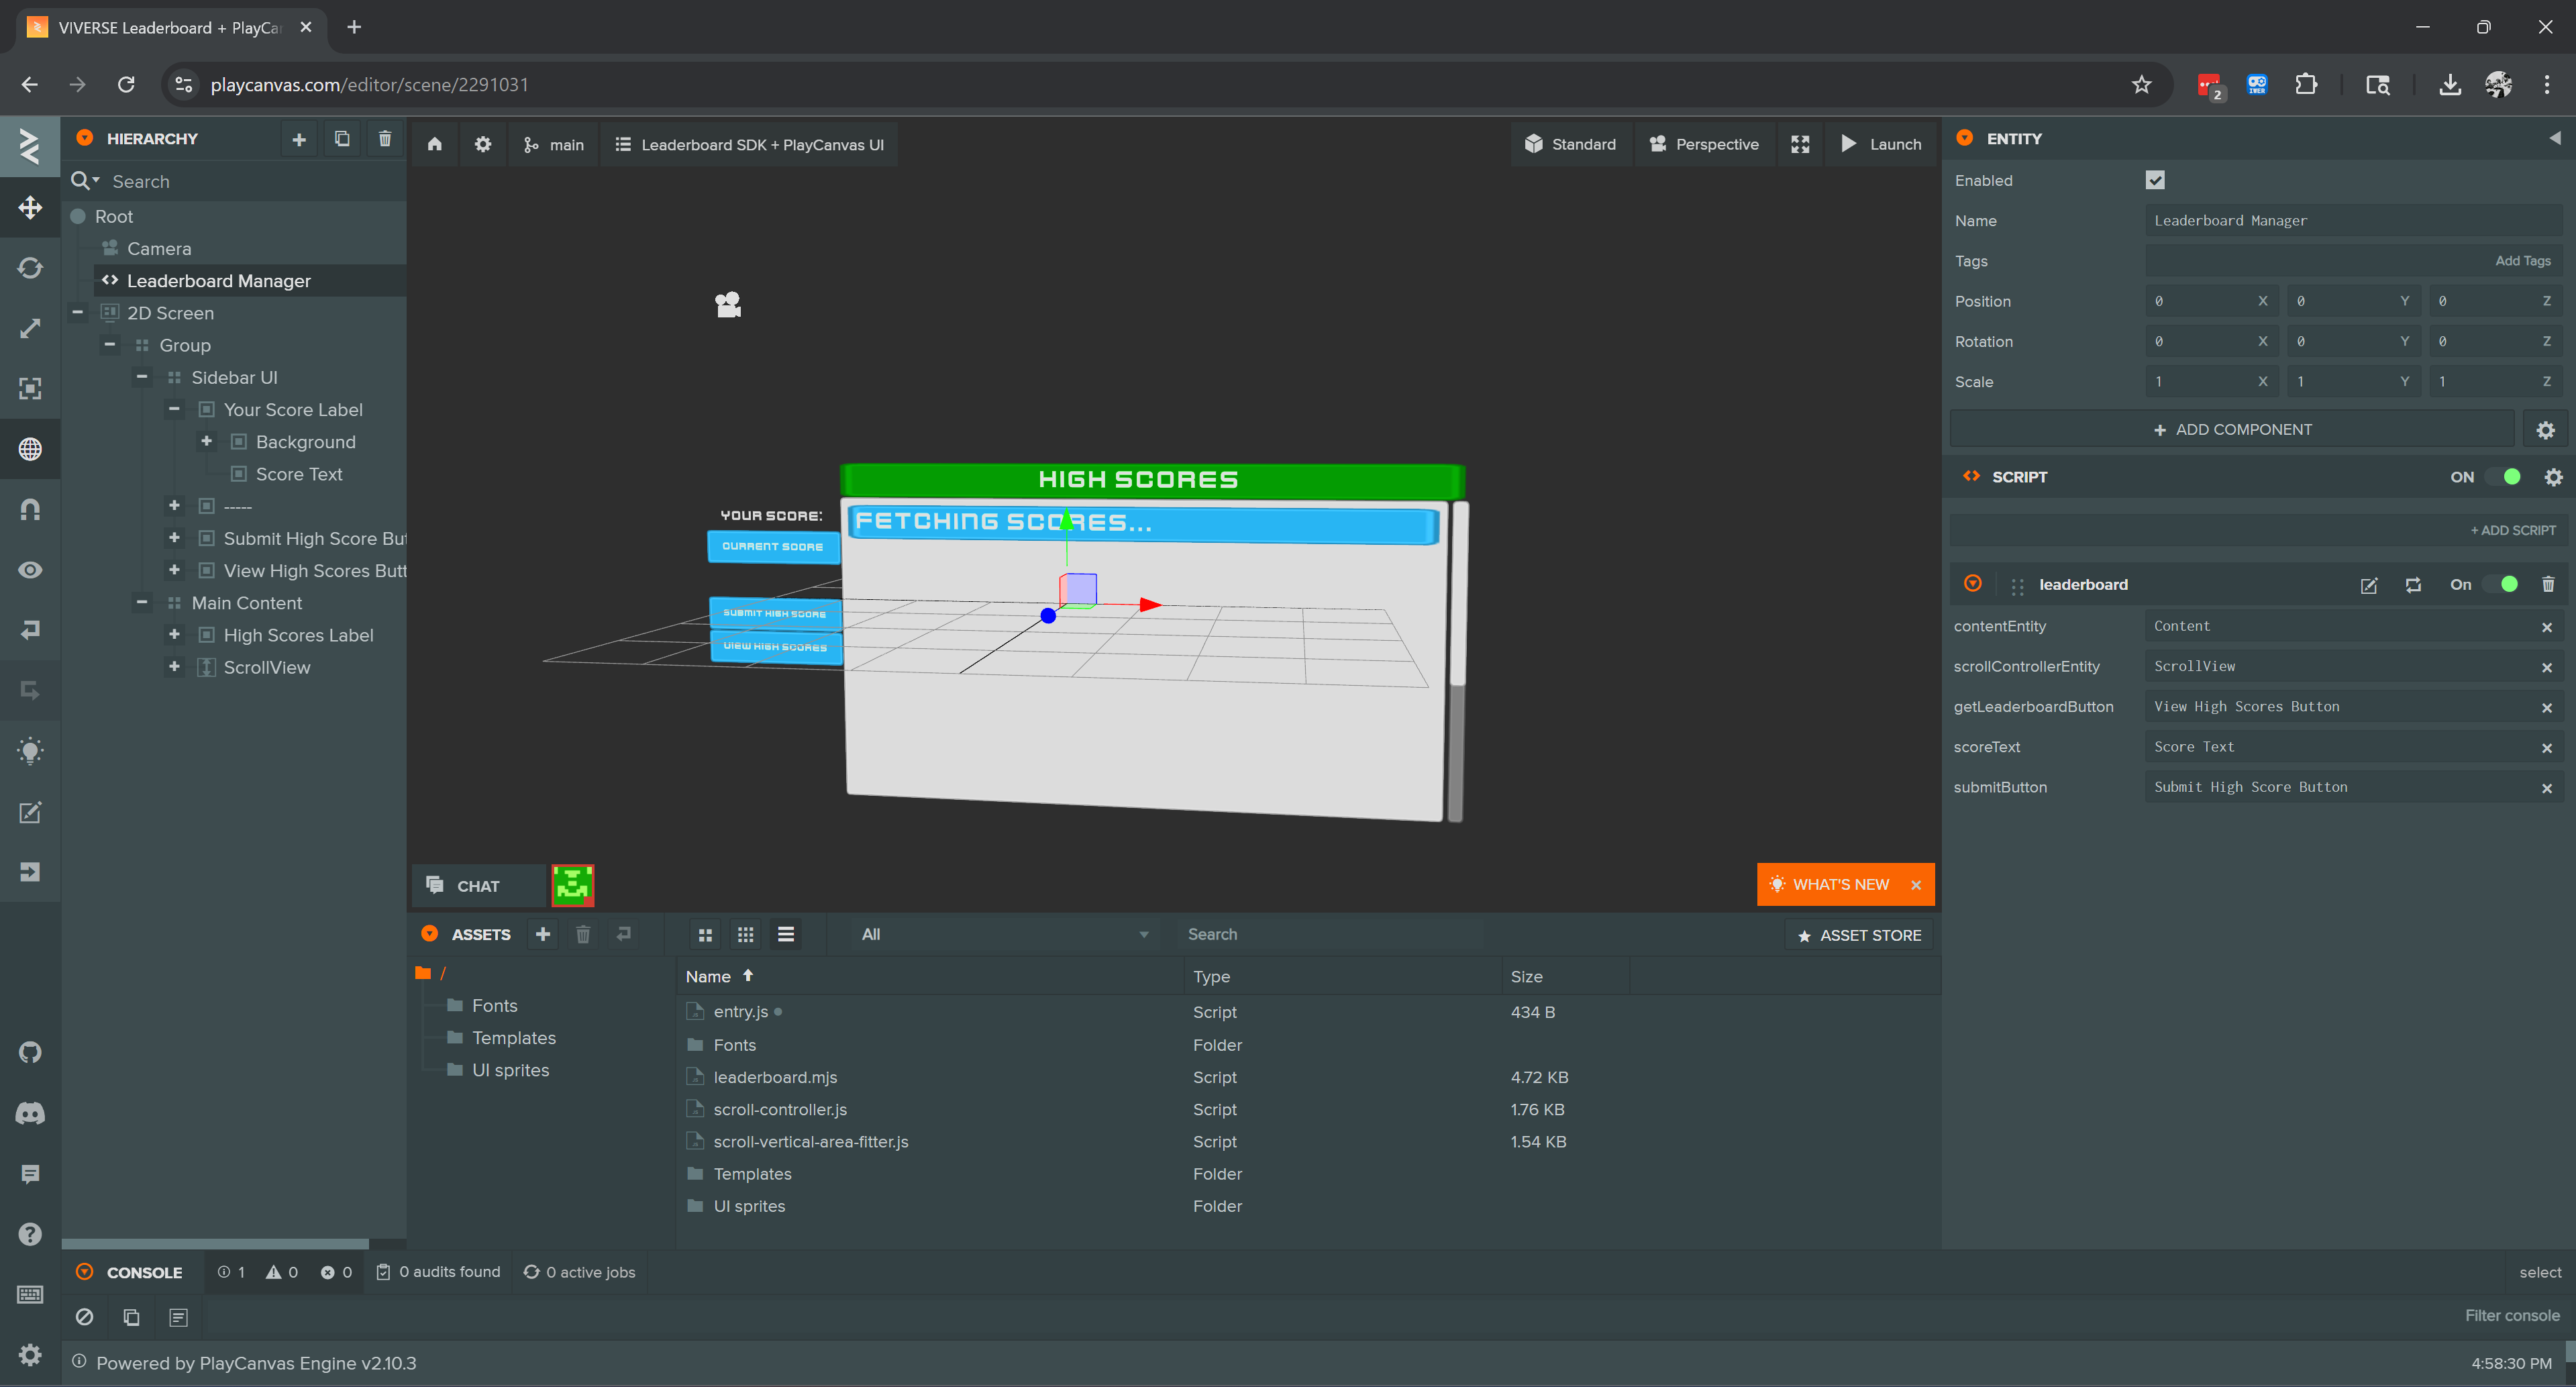 VIVERSE Leaderboard + PlayCa
playcanvas.com/editor/scene/2291031
2
IWER
HIERARCHY
Search
Root
Camera
Leaderboard Manager
2D Screen
Group
Sidebar UI
Your Score Label
Background
Score Text
-----
Submit High Score But
View High Scores Butt
Main Content
High Scores Label
ScrollView
main
Leaderboard SDK + PlayCanvas UI
Standard
Perspective
Launch
HIGH SCORES
YOUR SCORE:
FETCHING SCORES...
CURRENT SCORE
SUBMIT HIGH SCORE
VIEW HIGH SCORES
CHAT
WHAT'S NEW
ENTITY
Enabled
Name Leaderboard Manager
Tags Add Tags
Position 0 X 0 Y 0 Z
Rotation 0 X 0 Y 0 Z
Scale 1 X 1 Y 1 Z
+ ADD COMPONENT
SCRIPT ON
+ ADD SCRIPT
leaderboard On
contentEntity Content
scrollControllerEntity ScrollView
getLeaderboardButton View High Scores Button
scoreText Score Text
submitButton Submit High Score Button
ASSETS
All
Search
ASSET STORE
/
Fonts
Templates
UI sprites
Name Type Size
entry.js Script 434 B
Fonts Folder
leaderboard.mjs Script 4.72 KB
scroll-controller.js Script 1.76 KB
scroll-vertical-area-fitter.js Script 1.54 KB
Templates Folder
UI sprites Folder
CONSOLE 1 0 0 0 audits found 0 active jobs select
Filter console
Powered by PlayCanvas Engine v2.10.3 4:58:30 PM